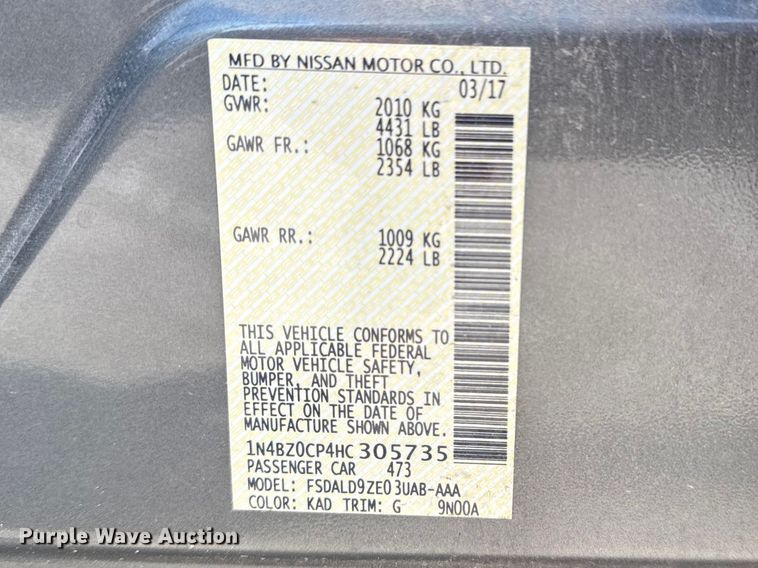 MFD BY NISSAN MOTOR CO., LTD.
DATE: 03/17
GVWR: 2010 KG
4431 LB
GAWR FR.: 1068 KG
2354 LB
GAWR RR.: 1009 KG
2224 LB
THIS VEHICLE CONFORMS TO
ALL APPLICABLE FEDERAL
MOTOR VEHICLE SAFETY,
BUMPER, AND THEFT
PREVENTION STANDARDS IN
EFFECT ON THE DATE OF
MANUFACTURE SHOWN ABOVE.
1N4BZ0CP4HC 305735
PASSENGER CAR 473
MODEL: FSDALD9ZE03UAB-AAA
COLOR: KAD TRIM: G 9N00A
Purple Wave Auction